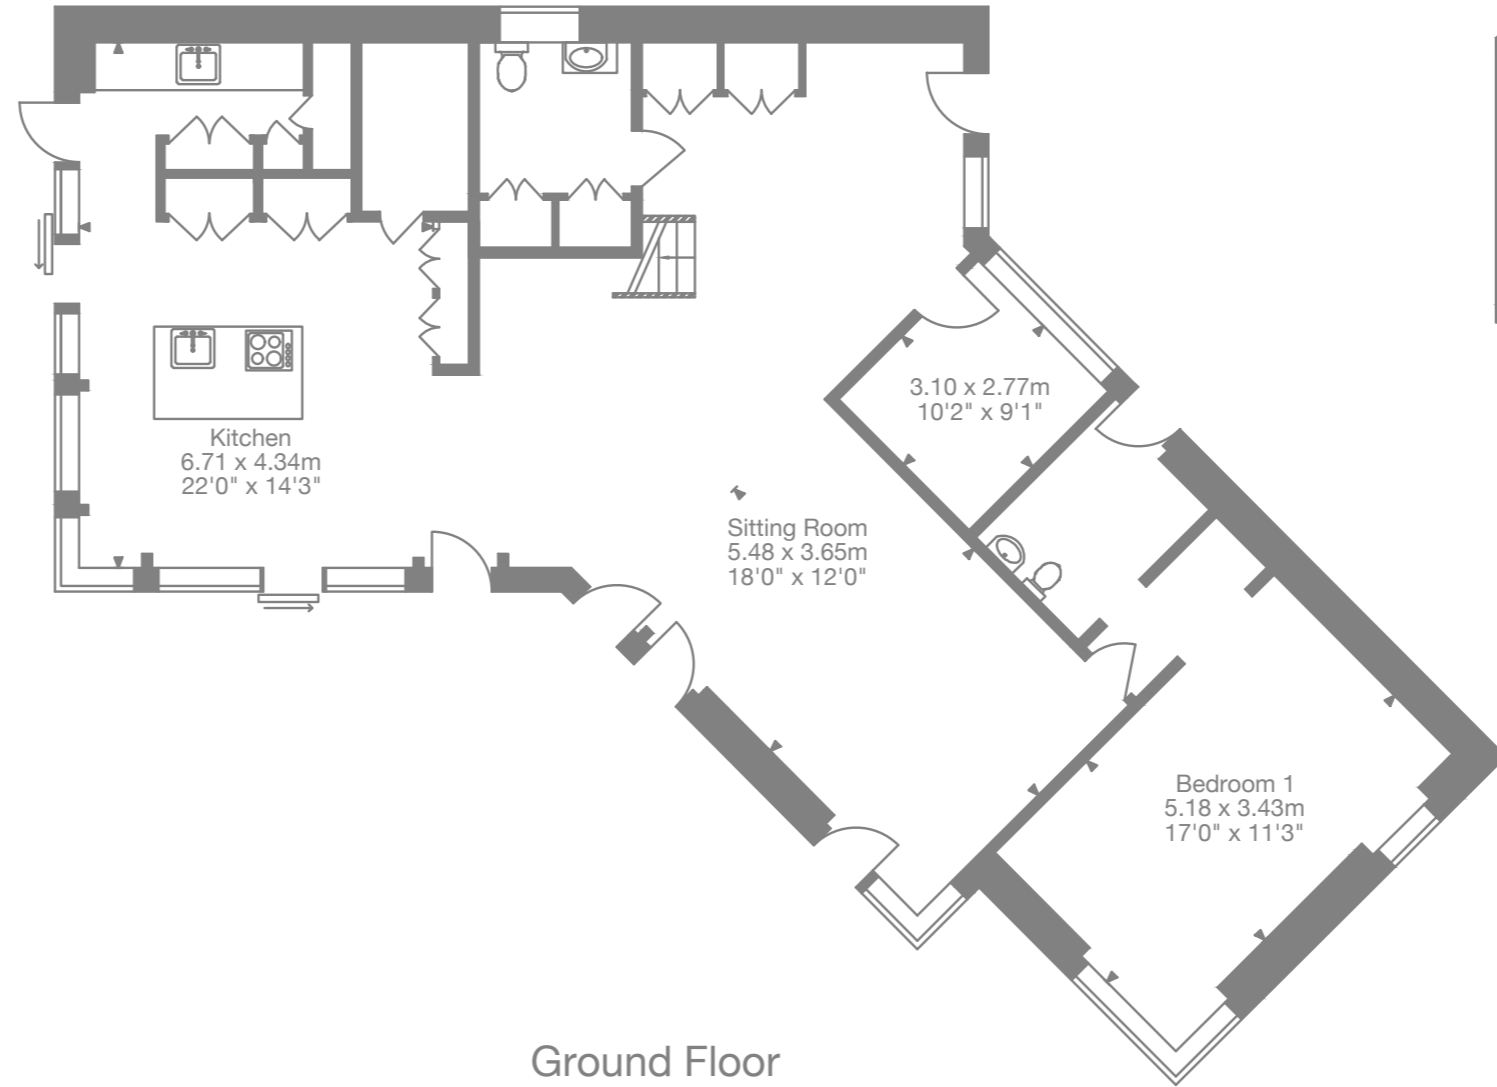 3.10 x 2.77m
10'2" x 9'1"
Kitchen
6.71 x 4.34m
22'0" x 14'3"
Sitting Room
5.48 x 3.65m
18'0" x 12'0"
Bedroom 1
5.18 x 3.43m
17'0" x 11'3"
Ground Floor